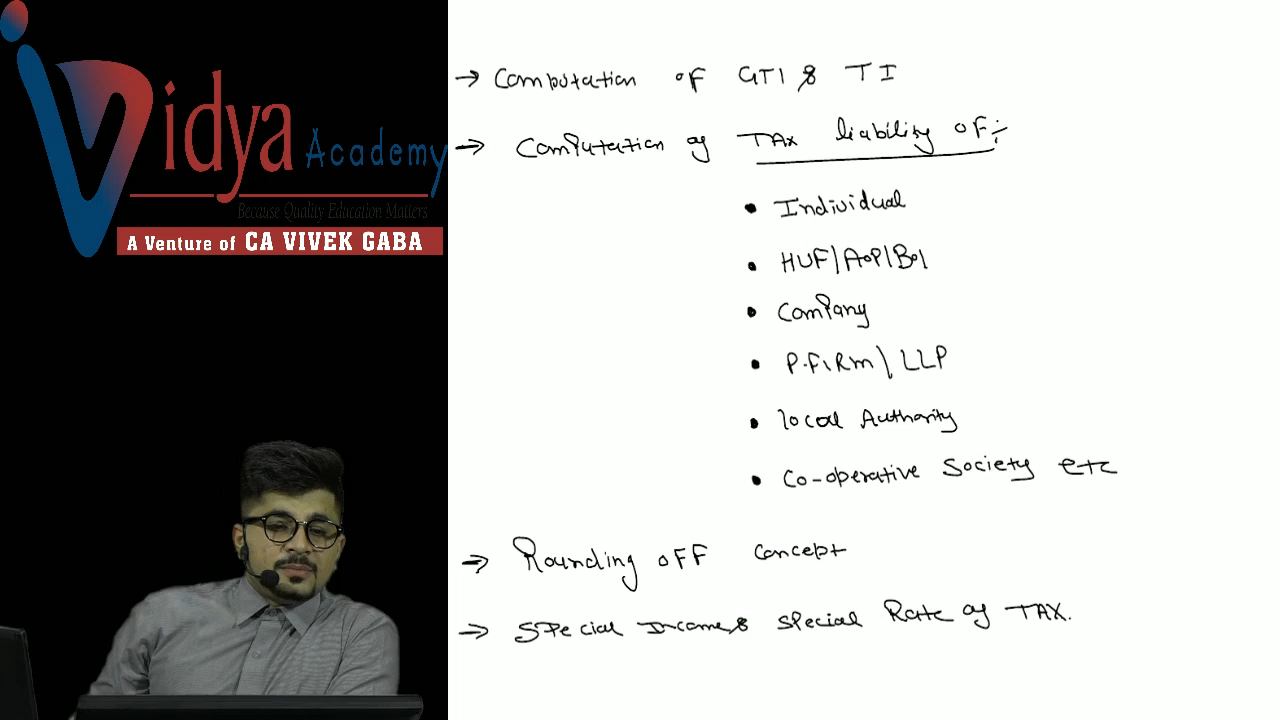 Vidya Academy
Because Quality Education Matters
A Venture of CA VIVEK GABA
→ Computation of GTI & TI
→ Computation of TAx liability OF:-
• Individual
• HUF/AOP/BOI
• Company
• P.FIRM \ LLP
• local Authority
• Co-operative Society etc
→ Rounding oFF Concept
→ Special Income & Special Rate of TAX.